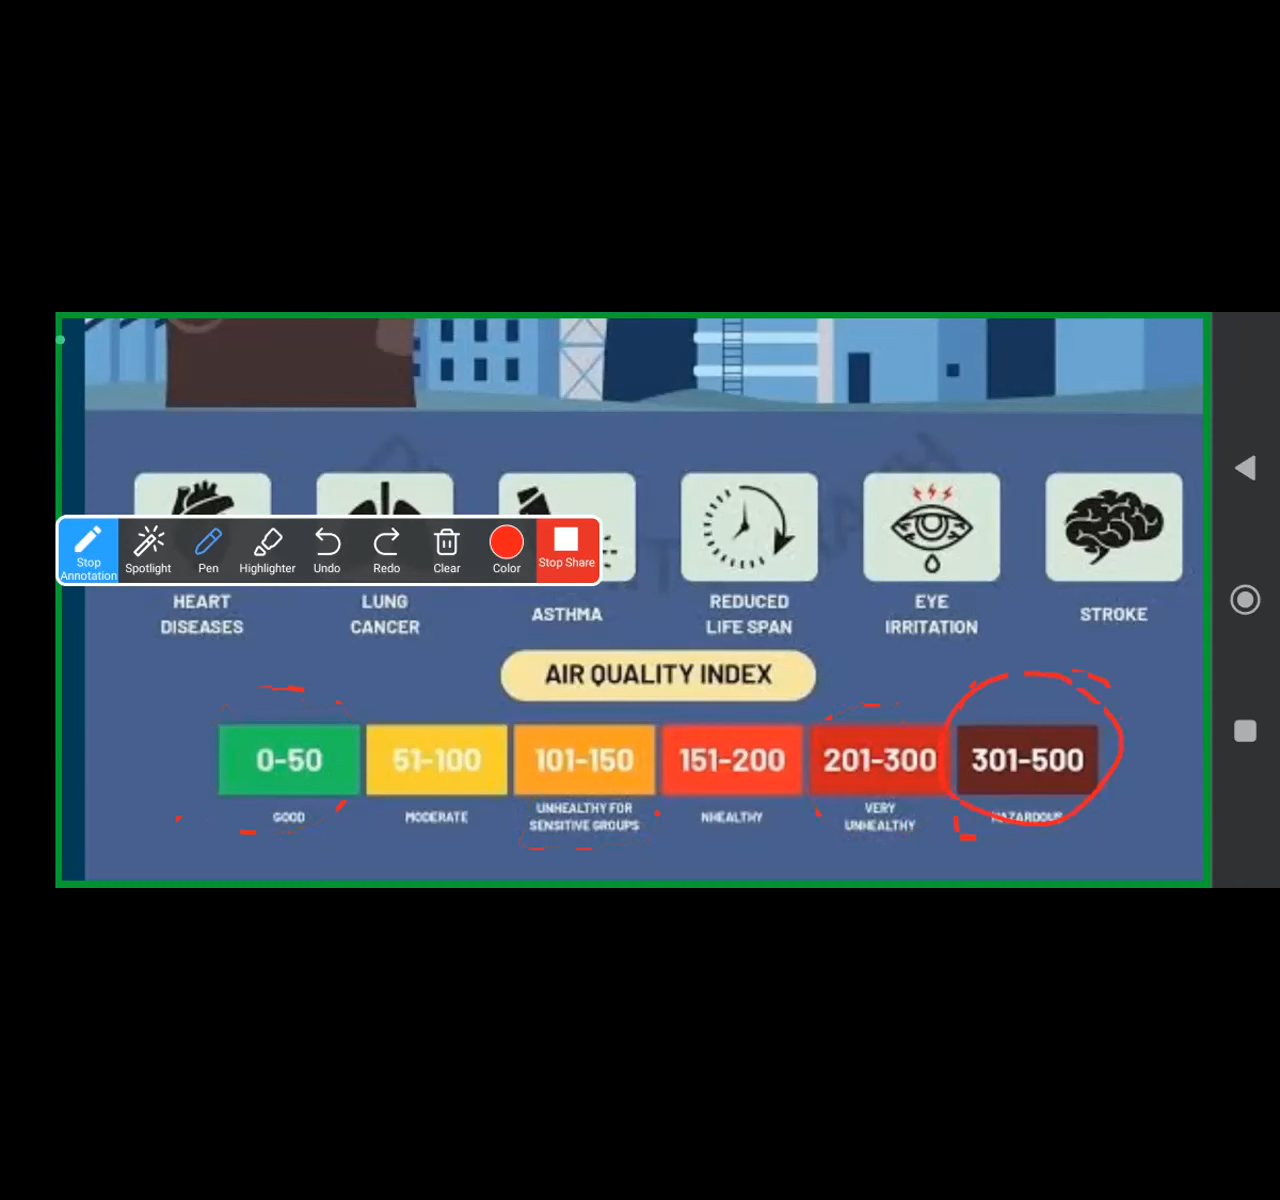 Stop
Annotation
Spotlight
Pen
Highlighter
Undo
Redo
Clear
Color
Stop Share
HEART
DISEASES
LUNG
CANCER
ASTHMA
REDUCED
LIFE SPAN
EYE
IRRITATION
STROKE
AIR QUALITY INDEX
0-50
51-100
101-150
151-200
201-300
301-500
GOOD
MODERATE
UNHEALTHY FOR
SENSITIVE GROUPS
NHEALTHY
VERY
UNHEALTHY
HAZARDOUS